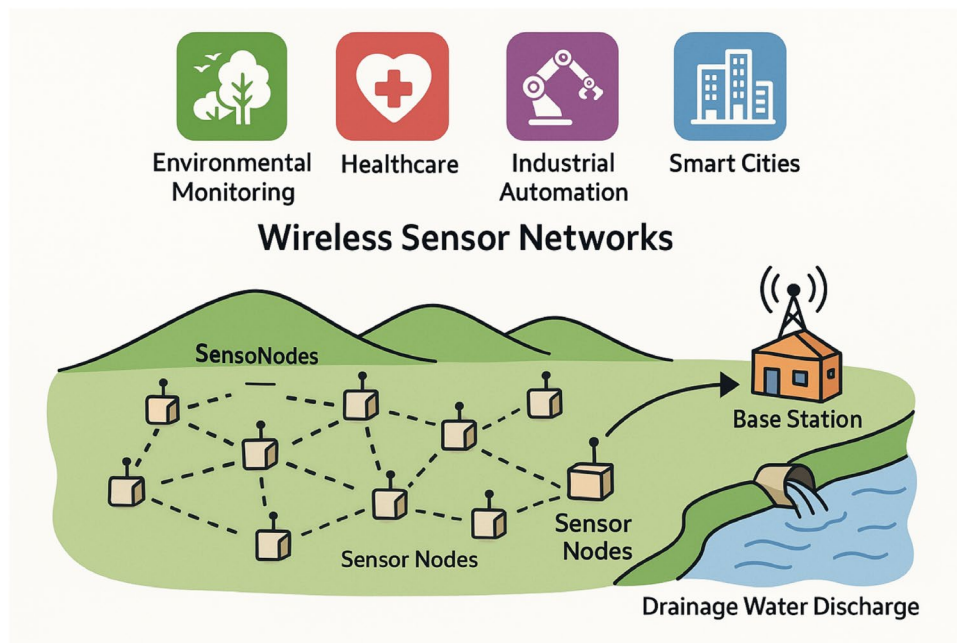 Environmental
Monitoring
Healthcare
Industrial
Automation
Smart Cities
Wireless Sensor Networks
SensoNodes
Base Station
Sensor
Nodes
Sensor Nodes
Drainage Water Discharge